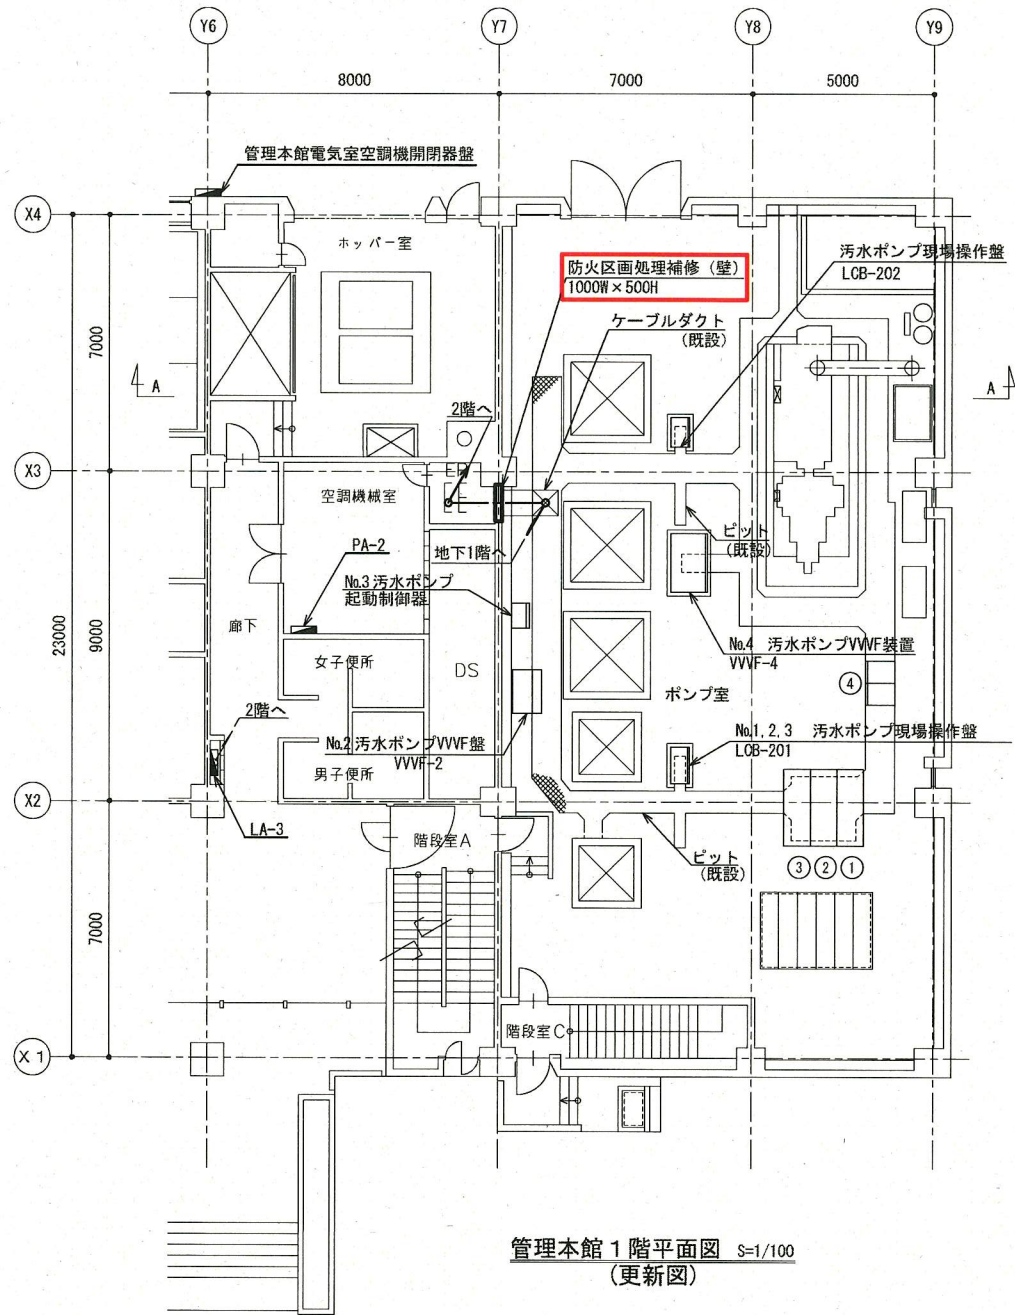 Y6
Y7
Y8
Y9
8000
7000
5000
管理本館電気室空調機開閉器盤
X4
ホッパー室
防火区画処理補修（壁）
1000W×500H
汚水ポンプ現場操作盤
LCB-202
ケーブルダクト
(既設)
7000
A
A
2階へ
X3
空調機械室
ピット
(既設)
PA-2
地下1階へ
No.3 汚水ポンプ
起動制御器
23000
9000
廊下
No.4 汚水ポンプVVVF装置
VVVF-4
女子便所
DS
ポンプ室
④
2階へ
No.2 汚水ポンプVVVF盤
VVVF-2
No.1, 2, 3 汚水ポンプ現場操作盤
LCB-201
男子便所
X2
LA-3
階段室A
ピット
(既設)
③ ② ①
7000
階段室C
X 1
管理本館1階平面図 S=1/100
(更新図)